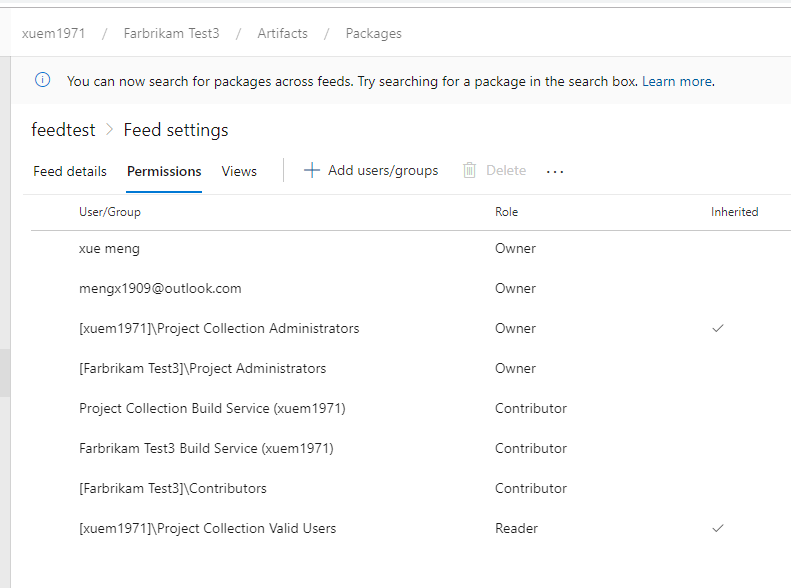 xuem1971 / Farbrikam Test3 / Artifacts / Packages
You can now search for packages across feeds. Try searching for a package in the search box. Learn more.
feedtest > Feed settings
Feed details Permissions Views + Add users/groups Delete ...
User/Group Role Inherited
xue meng Owner
mengx1909@outlook.com Owner
[xuem1971]\Project Collection Administrators Owner ✓
[Farbrikam Test3]\Project Administrators Owner
Project Collection Build Service (xuem1971) Contributor
Farbrikam Test3 Build Service (xuem1971) Contributor
[Farbrikam Test3]\Contributors Contributor
[xuem1971]\Project Collection Valid Users Reader ✓